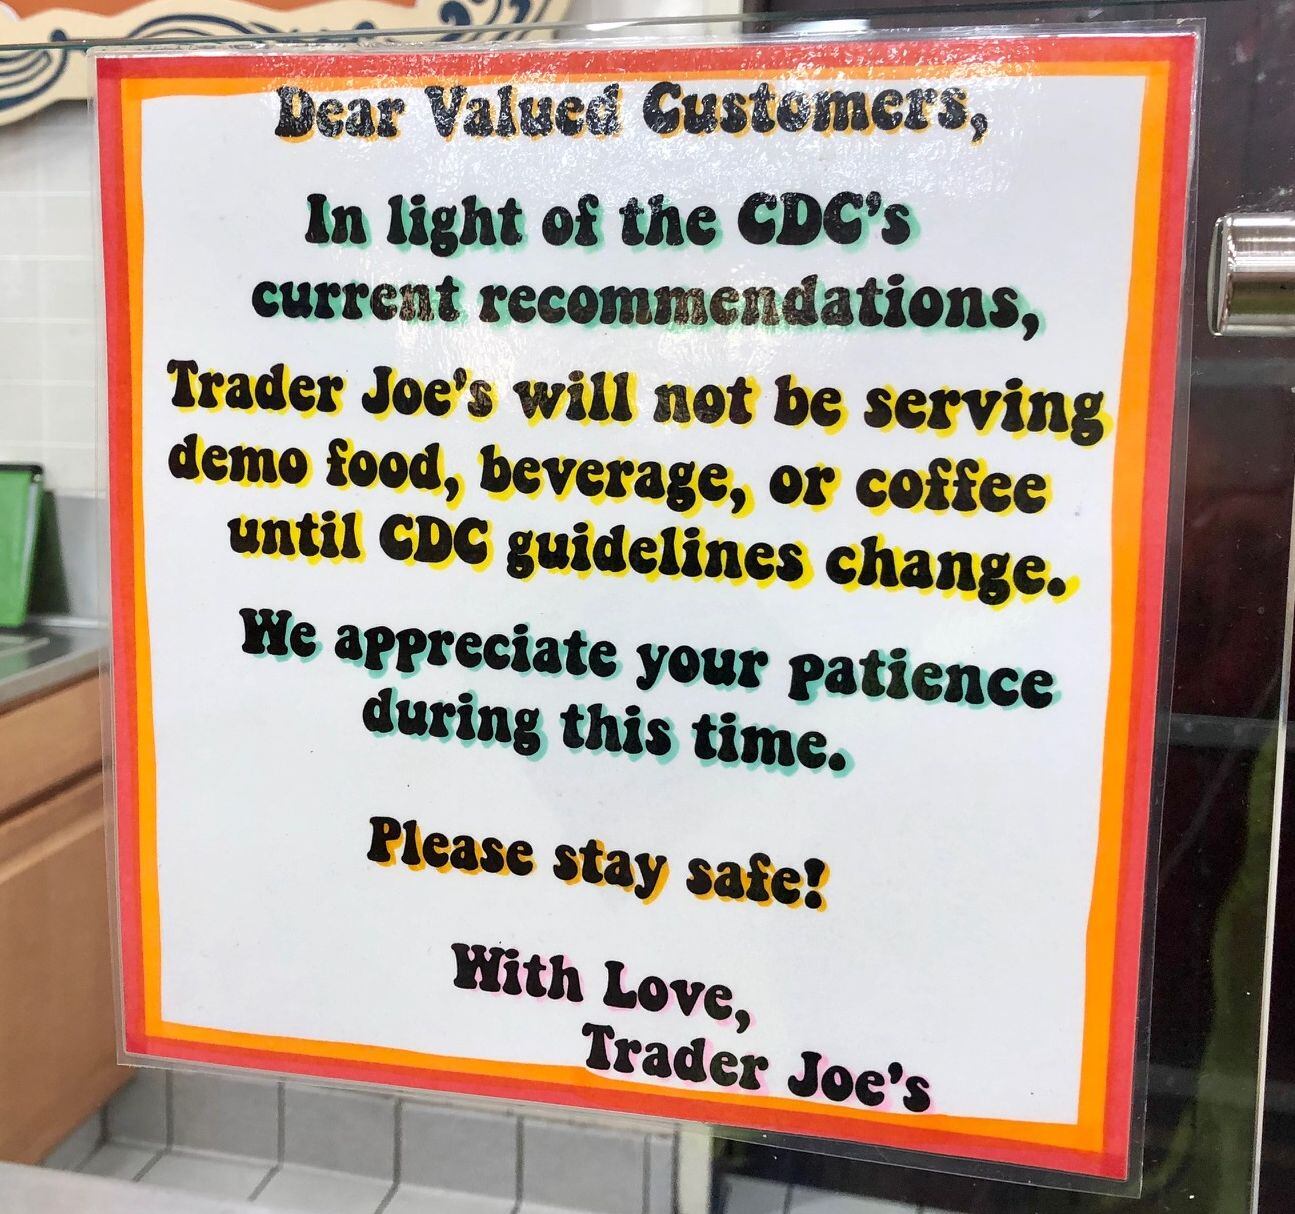 Dear Valued Customers,
In light of the CDC's
current recommendations,
Trader Joe's will not be serving
demo food, beverage, or coffee
until CDC guidelines change.
We appreciate your patience
during this time.
Please stay safe!
With Love,
Trader Joe's